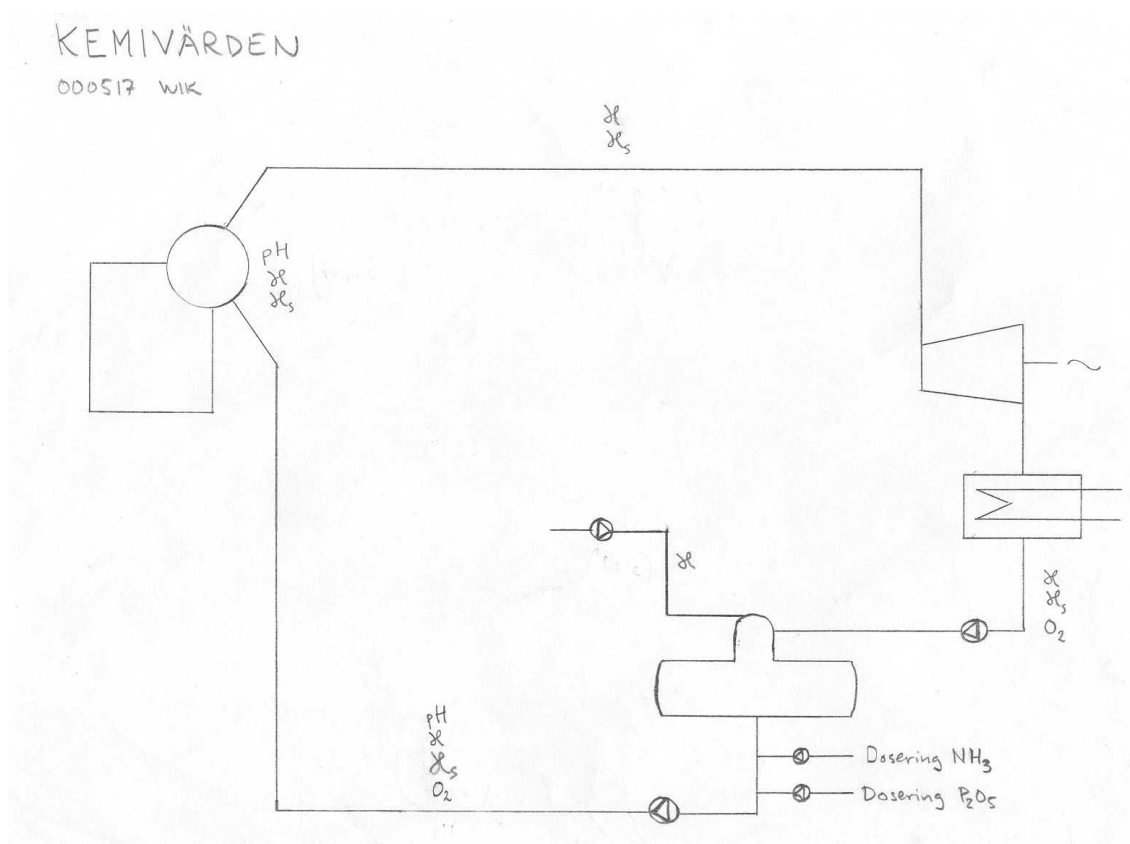 KEMIVÄRDEN
000517 WIK
ϰ
ϰs
pH
ϰ
ϰs
~
ϰ
ϰ
ϰs
O2
pH
ϰ
ϰs
O2
Dosering NH3
Dosering P2O5